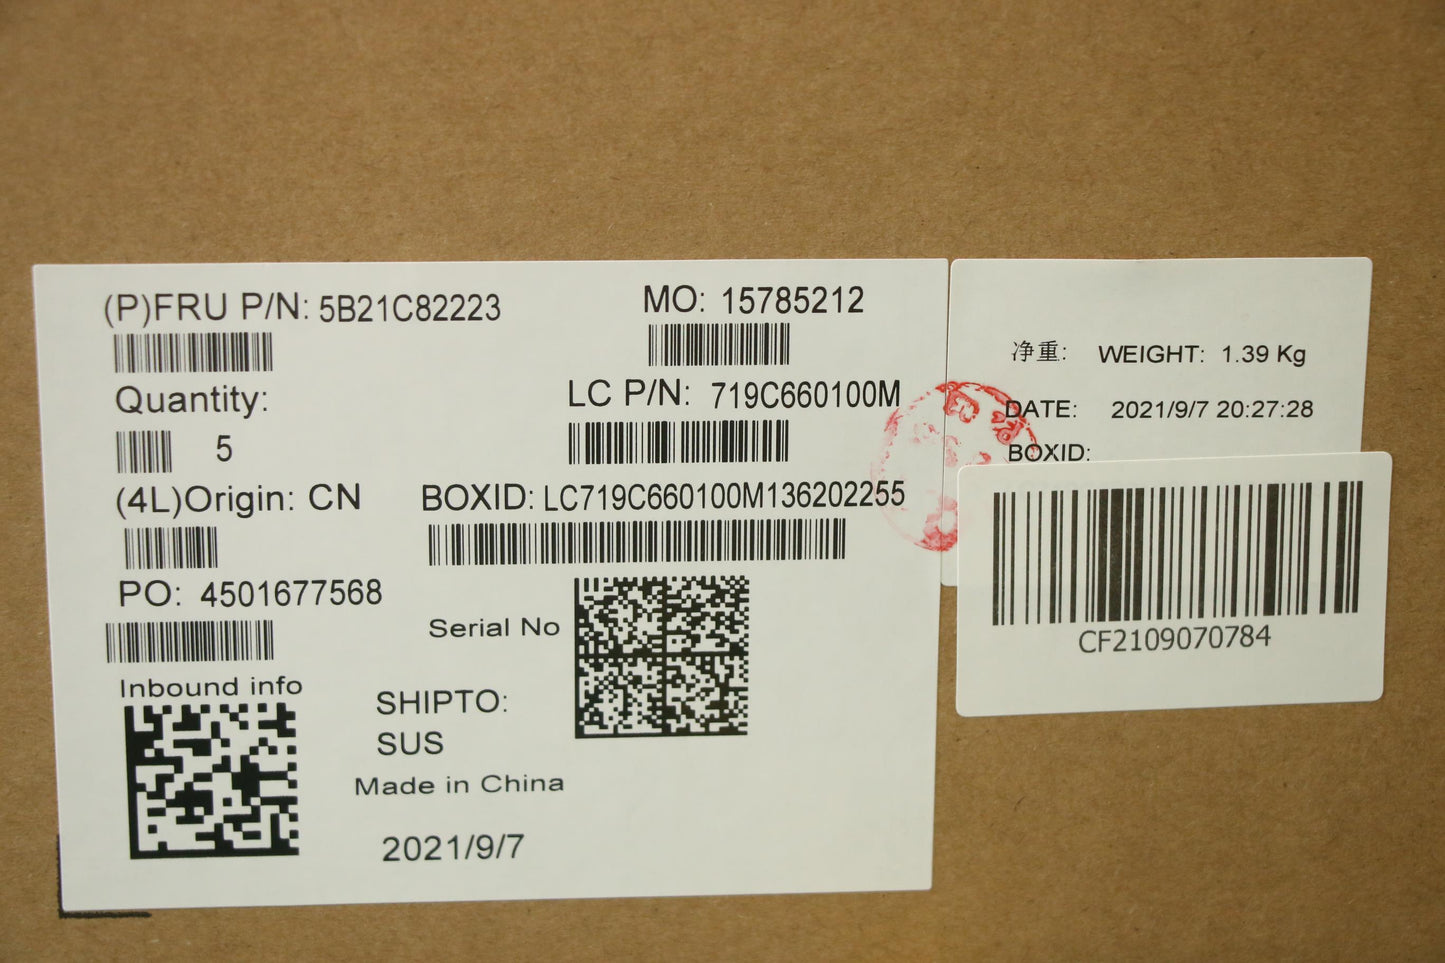 (P)FRU P/N: 5B21C82223
MO: 15785212
Quantity:
5
LC P/N: 719C660100M
(4L)Origin: CN
BOXID: LC719C660100M136202255
PO: 4501677568
Serial No
Inbound info
SHIPTO:
SUS
Made in China
2021/9/7
净重: WEIGHT: 1.39 Kg
DATE: 2021/9/7 20:27:28
BOXID:
CF2109070784